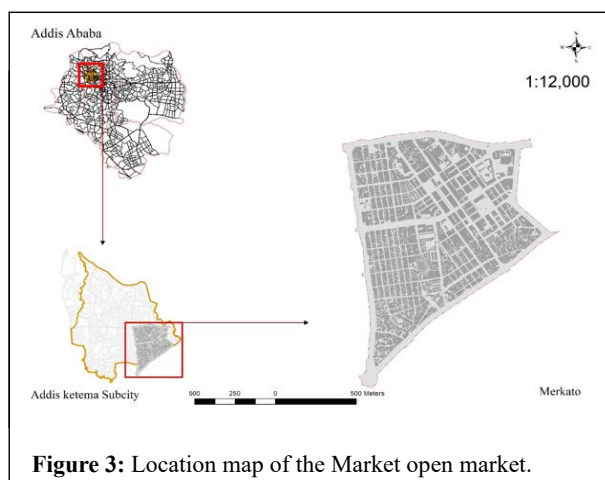 Addis Ababa
N
W E
S
1:12,000
Addis ketema Subcity
500 250 0 500 Meters
Merkato
Figure 3: Location map of the Market open market.